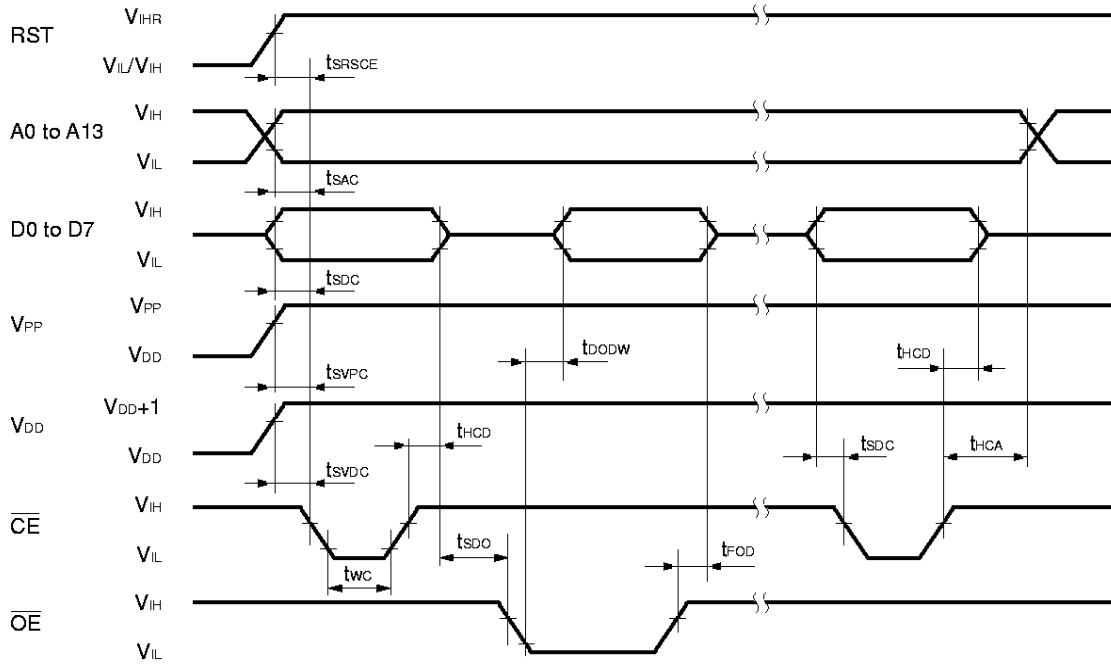 RST
VIHR
VIL/VIH
tSRSCE
A0 to A13
VIH
VIL
tSAC
D0 to D7
VIH
VIL
tSDC
VPP
VPP
VDD
tDODW
tHCD
tSVPC
VDD
VDD+1
VDD
tHCD
tSDC
tHCA
tSVDC
CE
VIH
VIL
tSDO
tFOD
tWC
OE
VIH
VIL